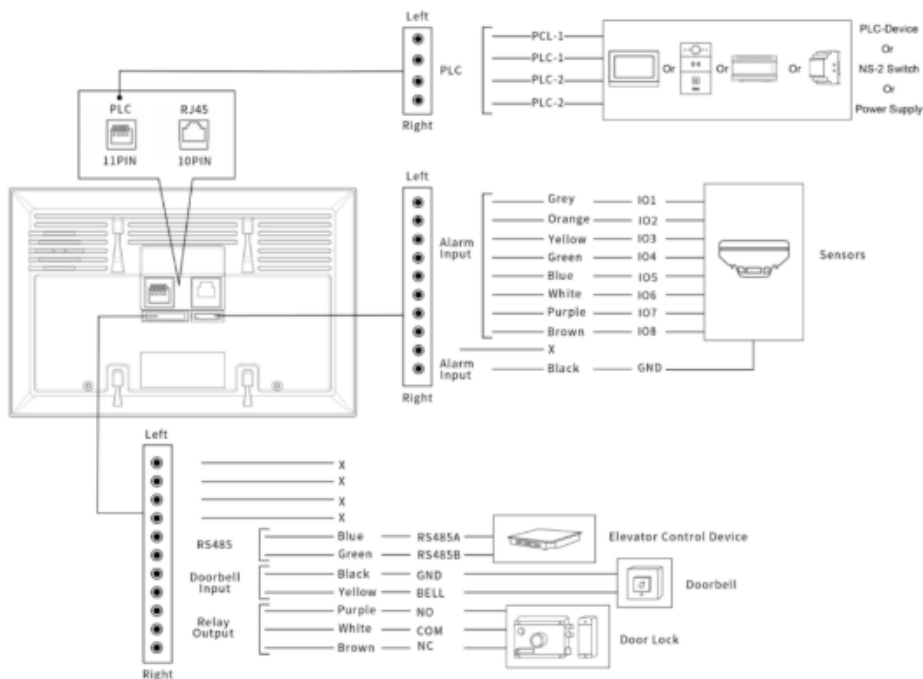 Left
PCL-1
PLC-1
PLC-2
PLC-2
PLC
Right
Or
Or
Or
PLC-Device
Or
NS-2 Switch
Or
Power Supply
PLC
RJ45
11PIN
10PIN
Left
Alarm
Input
Grey IO1
Orange IO2
Yellow IO3
Green IO4
Blue IO5
White IO6
Purple IO7
Brown IO8
X
Alarm
Input
Black GND
Right
Sensors
Left
X
X
X
X
RS485
Blue RS485A
Green RS485B
Elevator Control Device
Doorbell
Input
Black GND
Yellow BELL
Doorbell
Relay
Output
Purple NO
White COM
Brown NC
Door Lock
Right